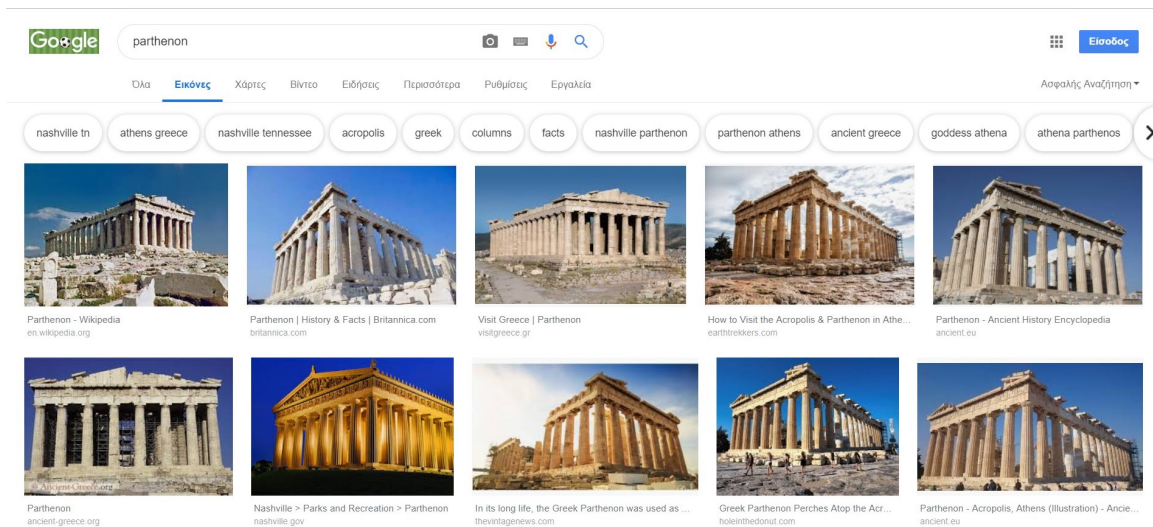 Google
parthenon
Είσοδος
Όλα Εικόνες Χάρτες Βίντεο Ειδήσεις Περισσότερα Ρυθμίσεις Εργαλεία
Ασφαλής Αναζήτηση
nashville tn athens greece nashville tennessee acropolis greek columns facts nashville parthenon parthenon athens ancient greece goddess athena athena parthenos
Parthenon - Wikipedia
en.wikipedia.org
Parthenon | History & Facts | Britannica.com
britannica.com
Visit Greece | Parthenon
visitgreece.gr
How to Visit the Acropolis & Parthenon in Athe...
earthtrekkers.com
Parthenon - Ancient History Encyclopedia
ancient.eu
© Ancient-Greece.org
Parthenon
ancient-greece.org
Nashville > Parks and Recreation > Parthenon
nashville.gov
In its long life, the Greek Parthenon was used as ...
thevintagenews.com
Greek Parthenon Perches Atop the Acr...
holeinthedonut.com
Parthenon - Acropolis, Athens (Illustration) - Ancie...
ancient.eu